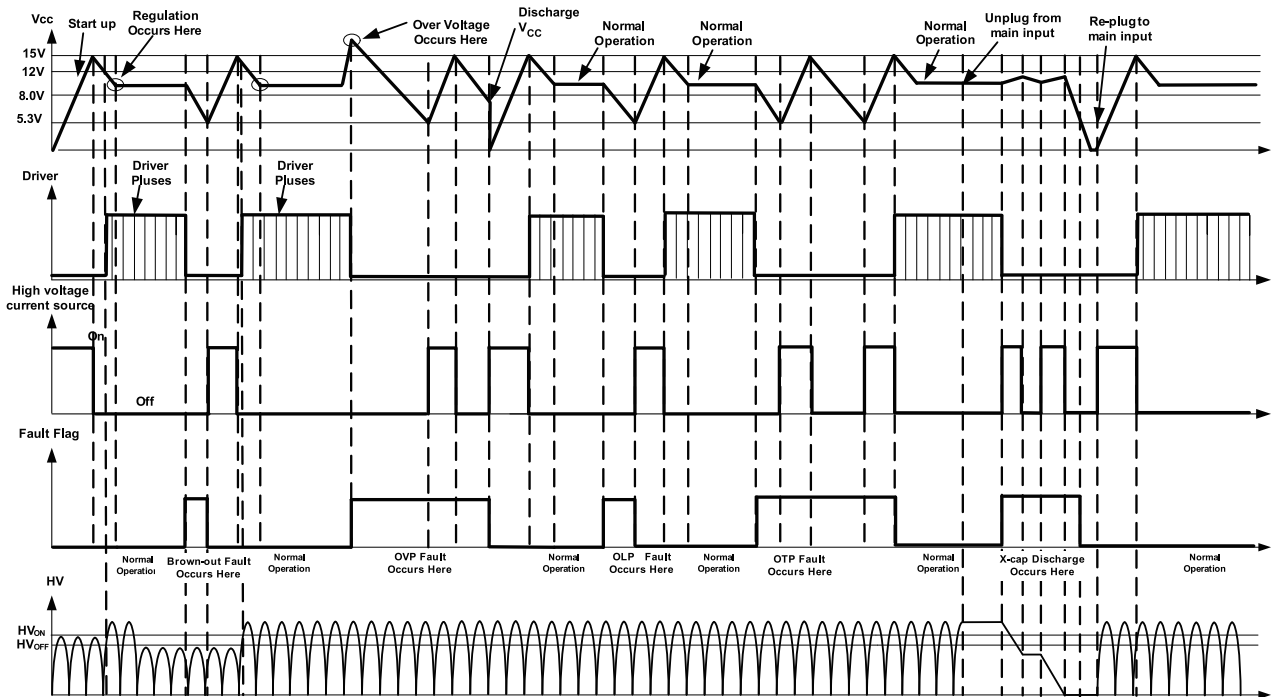 Vcc
Start up
Regulation
Occurs Here
Over Voltage
Occurs Here
Discharge
VCC
Normal
Operation
Normal
Operation
Normal
Operation
Unplug from
main input
Re-plug to
main input
15V
12V
8.0V
5.3V
Driver
Driver
Pluses
Driver
Pluses
High voltage
current source
On
Off
Fault Flag
Normal
Operation
Brown-out Fault
Occurs Here
Normal
Operation
OVP Fault
Occurs Here
Normal
Operation
OLP Fault
Occurs Here
Normal
Operation
OTP Fault
Occurs Here
Normal
Operation
X-cap Discharge
Occurs Here
Normal
Operation
HV
HVON
HVOFF